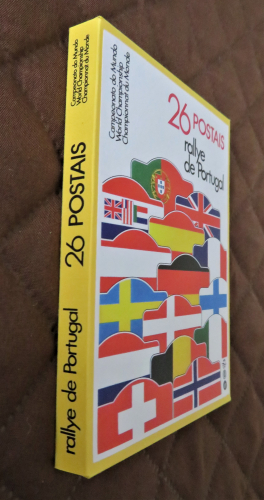 Campeonato do Mundo
World Championship
Championnat du Monde
26 POSTAIS
rallye de Portugal
Campeonato do Mundo
World Championship
Championnat du Monde
26 POSTAIS
rallye
de Portugal